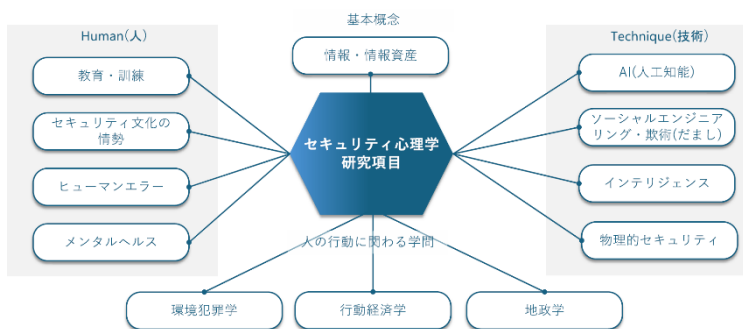 基本概念
Human(人)
Technique(技術)
情報・情報資産
教育・訓練
AI(人工知能)
セキュリティ文化の
情勢
ソーシャルエンジニア
リング・欺術(だまし)
セキュリティ心理学
研究項目
ヒューマンエラー
インテリジェンス
メンタルヘルス
物理的セキュリティ
人の行動に関わる学問
環境犯罪学
行動経済学
地政学